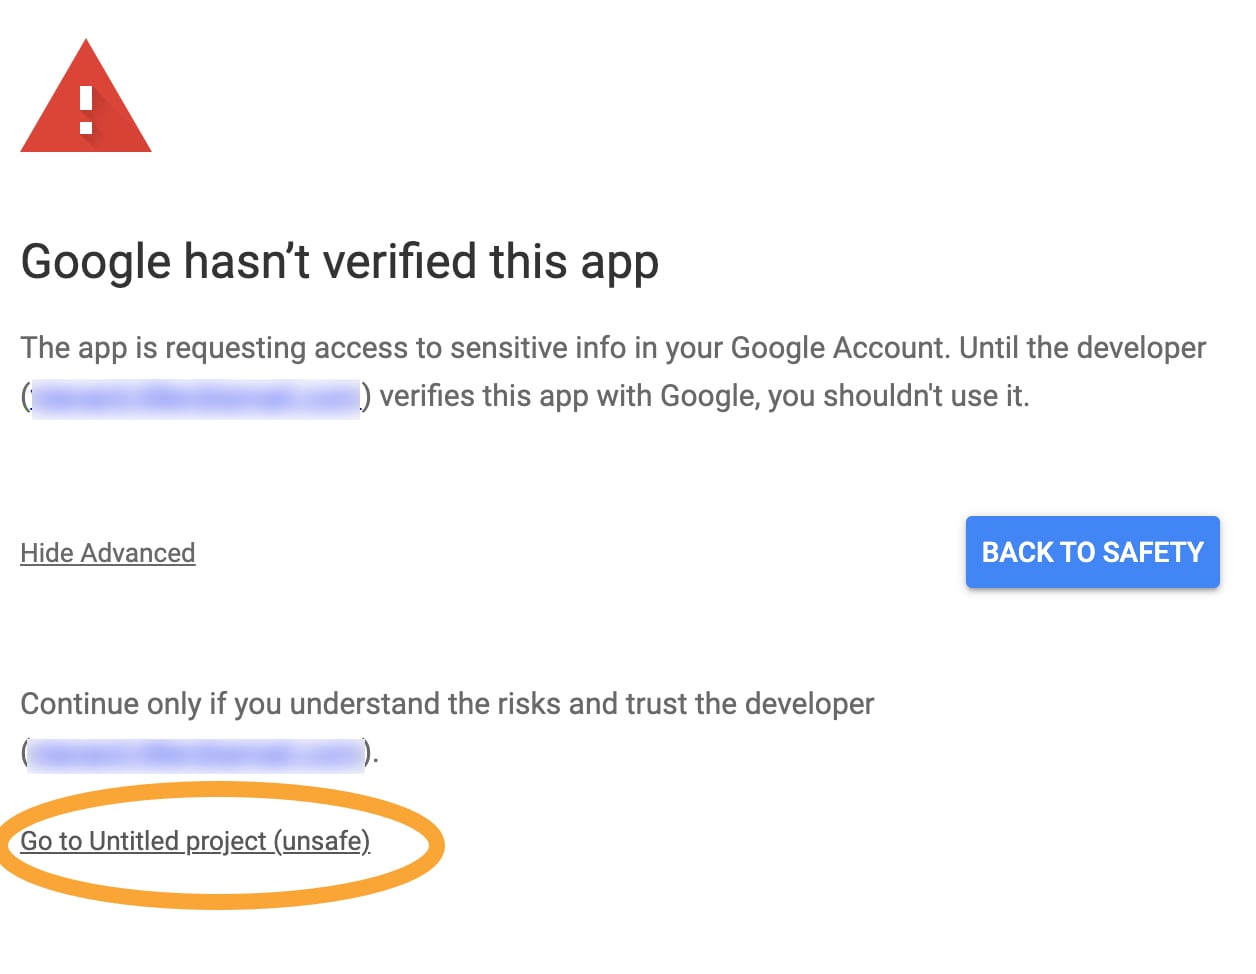 Google hasn’t verified this app
The app is requesting access to sensitive info in your Google Account. Until the developer
( ) verifies this app with Google, you shouldn't use it.
Hide Advanced
BACK TO SAFETY
Continue only if you understand the risks and trust the developer
( ).
Go to Untitled project (unsafe)